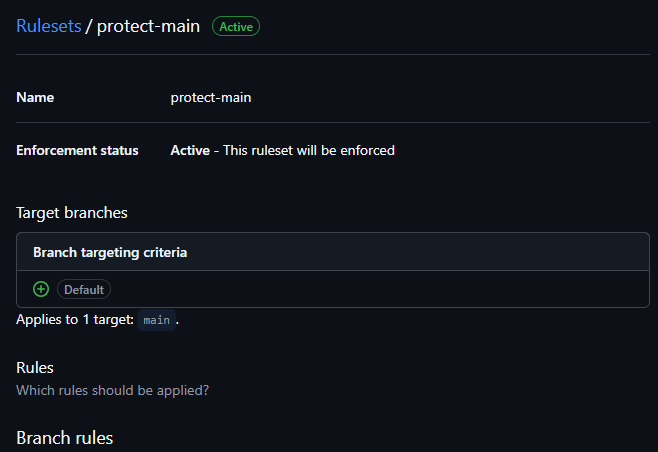 Rulesets / protect-main Active
Name protect-main
Enforcement status Active - This ruleset will be enforced
Target branches
Branch targeting criteria
Default
Applies to 1 target: main.
Rules
Which rules should be applied?
Branch rules